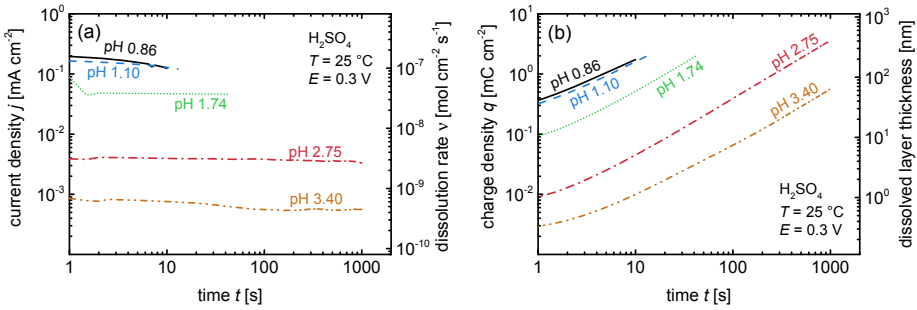 (a)
H₂SO₄
T = 25 °C
E = 0.3 V
pH 0.86
pH 1.10
pH 1.74
pH 2.75
pH 3.40
current density j [mA cm⁻²]
10⁰
10⁻¹
10⁻²
10⁻³
dissolution rate ν [mol cm⁻² s⁻¹]
10⁻⁷
10⁻⁸
10⁻⁹
10⁻¹⁰
1
10
100
1000
time t [s]
(b)
pH 0.86
pH 1.10
pH 1.74
pH 2.75
pH 3.40
H₂SO₄
T = 25 °C
E = 0.3 V
charge density q [mC cm⁻²]
10¹
10⁰
10⁻¹
10⁻²
10⁻³
dissolved layer thickness [nm]
10³
10²
10¹
10⁰
1
10
100
1000
time t [s]